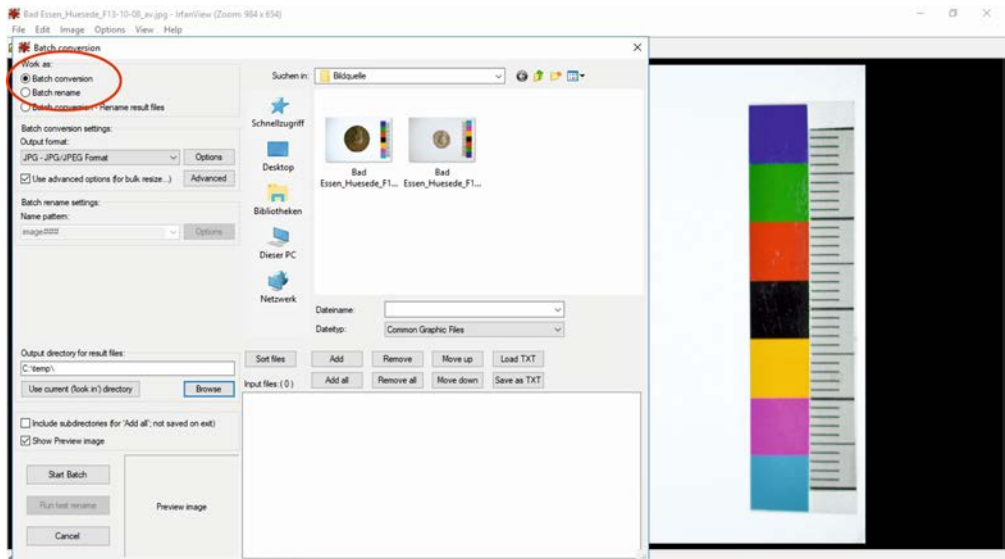 Bad Essen_Huesede_F13-10-08_av.jpg - IrfanView (Zoom: 984 x 654)
File Edit Image Options View Help
Batch conversion
Work as:
Batch conversion
Batch rename
Batch conversion - Rename result files
Batch conversion settings:
Output format:
JPG - JPG/JPEG Format
Options
Use advanced options (for bulk resize...)
Advanced
Batch rename settings:
Name pattern:
image###
Options
Output directory for result files:
C:\temp\
Use current ('look in') directory
Browse
Include subdirectories (for 'Add all'; not saved on exit)
Show Preview image
Start Batch
Run test rename
Cancel
Preview image
Suchen in:
Bildquelle
Schnellzugriff
Desktop
Bibliotheken
Dieser PC
Netzwerk
Bad
Essen_Huesede_F1...
Bad
Essen_Huesede_F1...
Dateiname:
Dateityp:
Common Graphic Files
Sort files
Add
Remove
Move up
Load TXT
Input files: ( 0 )
Add all
Remove all
Move down
Save as TXT